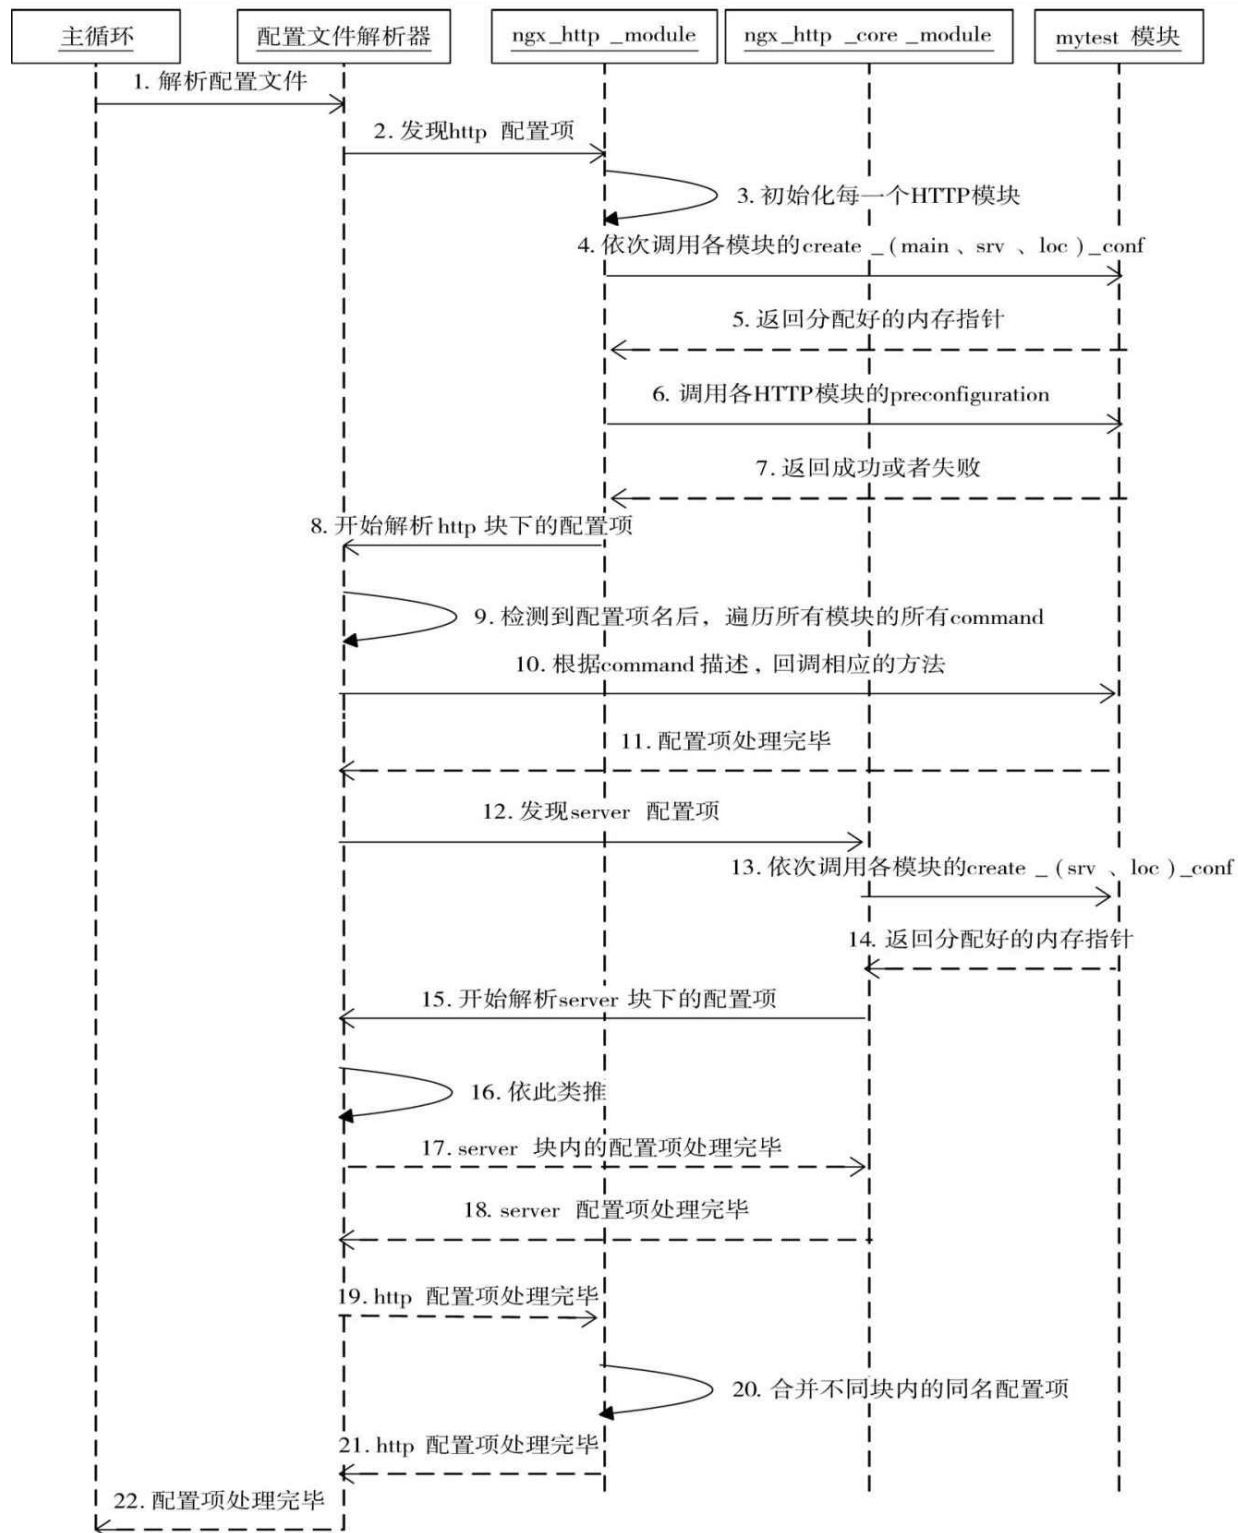 主循环
配置文件解析器
ngx_http _module
ngx_http _core _module
mytest 模块
1. 解析配置文件
2. 发现http 配置项
3. 初始化每一个HTTP模块
4. 依次调用各模块的create _ ( main 、srv 、loc ) _conf
5. 返回分配好的内存指针
6. 调用各HTTP模块的preconfiguration
7. 返回成功或者失败
8. 开始解析 http 块下的配置项
9. 检测到配置项名后，遍历所有模块的所有command
10. 根据command 描述，回调相应的方法
11. 配置项处理完毕
12. 发现server 配置项
13. 依次调用各模块的create _ ( srv 、loc ) _conf
14. 返回分配好的内存指针
15. 开始解析server 块下的配置项
16. 依此类推
17. server 块内的配置项处理完毕
18. server 配置项处理完毕
19. http 配置项处理完毕
20. 合并不同块内的同名配置项
21. http 配置项处理完毕
22. 配置项处理完毕